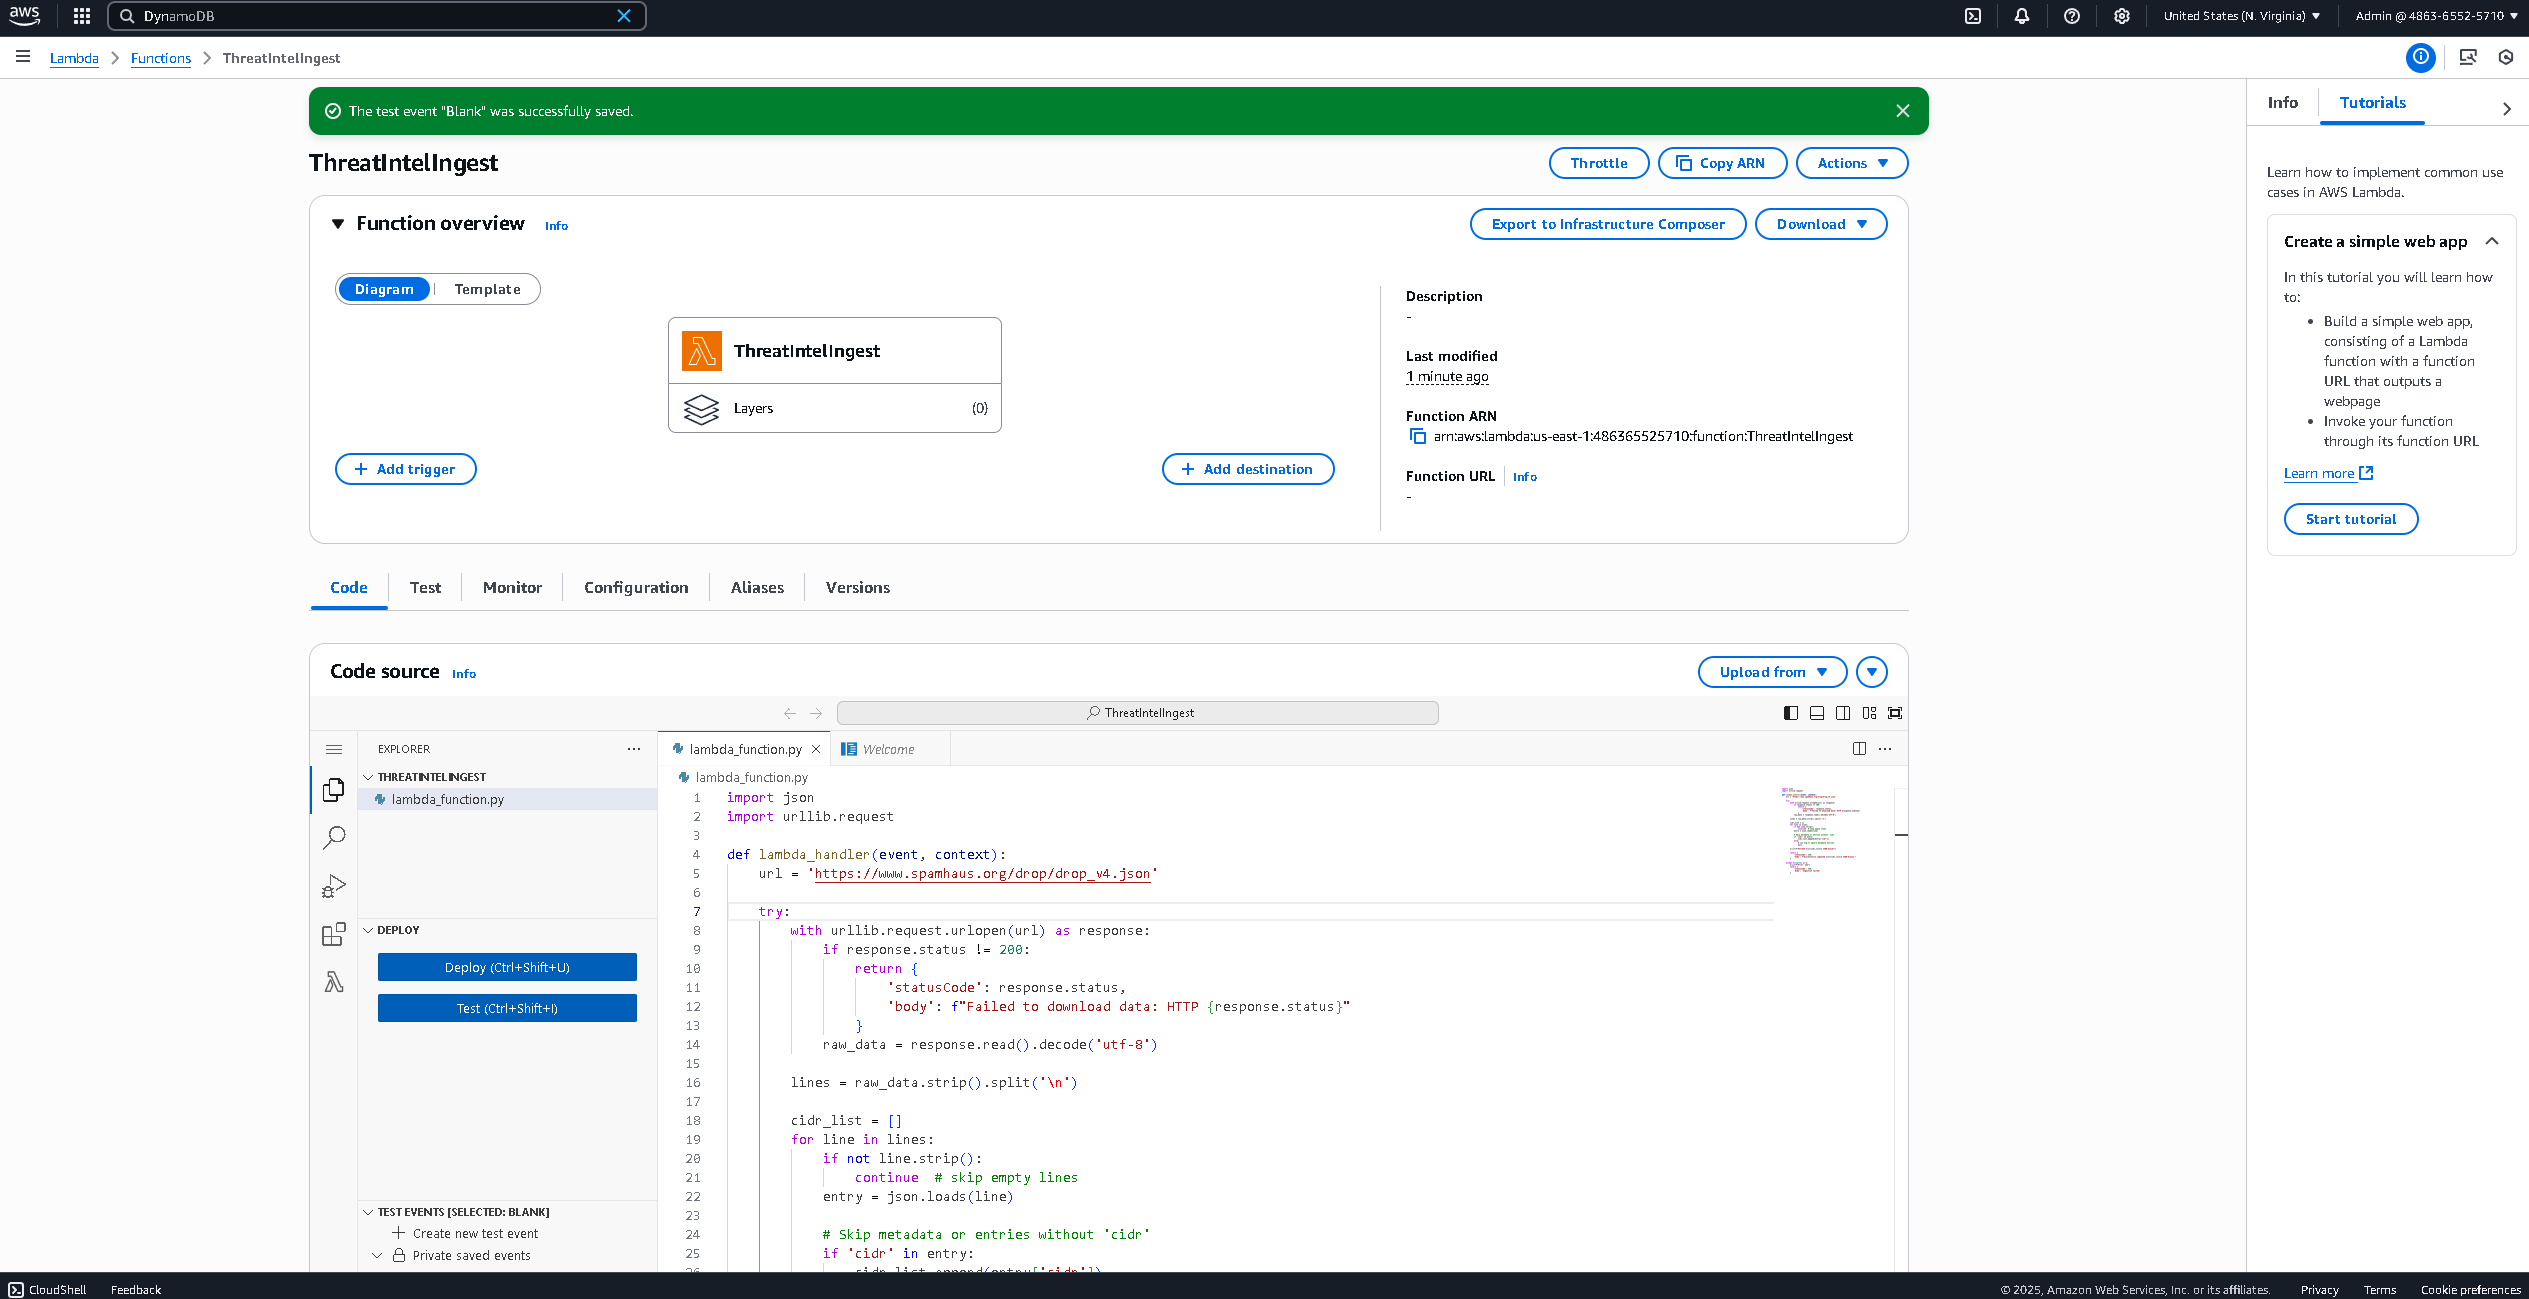 aws
DynamoDB
United States (N. Virginia)
Admin @ 4863-6552-5710
Lambda
Functions
ThreatIntelIngest
Info
Tutorials
The test event "Blank" was successfully saved.
ThreatIntelIngest
Throttle
Copy ARN
Actions
Learn how to implement common use
cases in AWS Lambda.
Function overview
Info
Export to Infrastructure Composer
Download
Create a simple web app
In this tutorial you will learn how
to:
• Build a simple web app,
consisting of a Lambda
function with a function
URL that outputs a
webpage
• Invoke your function
through its function URL
Learn more
Start tutorial
Diagram
Template
ThreatIntelIngest
Layers
(0)
Add trigger
Add destination
Description
-
Last modified
1 minute ago
Function ARN
arn:aws:lambda:us-east-1:486365525710:function:ThreatIntelIngest
Function URL
Info
-
Code
Test
Monitor
Configuration
Aliases
Versions
Code source
Info
Upload from
ThreatIntelIngest
EXPLORER
THREATINTELINGEST
lambda_function.py
DEPLOY
Deploy (Ctrl+Shift+U)
Test (Ctrl+Shift+I)
TEST EVENTS [SELECTED: BLANK]
Create new test event
Private saved events
lambda_function.py
Welcome
lambda_function.py
1 import json
2 import urllib.request
3
4 def lambda_handler(event, context):
5 url = 'https://www.spamhaus.org/drop/drop_v4.json'
6
7 try:
8 with urllib.request.urlopen(url) as response:
9 if response.status != 200:
10 return {
11 'statusCode': response.status,
12 'body': f"Failed to download data: HTTP {response.status}"
13 }
14 raw_data = response.read().decode('utf-8')
15
16 lines = raw_data.strip().split('\n')
17
18 cidr_list = []
19 for line in lines:
20 if not line.strip():
21 continue # skip empty lines
22 entry = json.loads(line)
23
24 # Skip metadata or entries without 'cidr'
25 if 'cidr' in entry:
26 cidr_list.append(entry['cidr'])
CloudShell
Feedback
© 2025, Amazon Web Services, Inc. or its affiliates.
Privacy
Terms
Cookie preferences